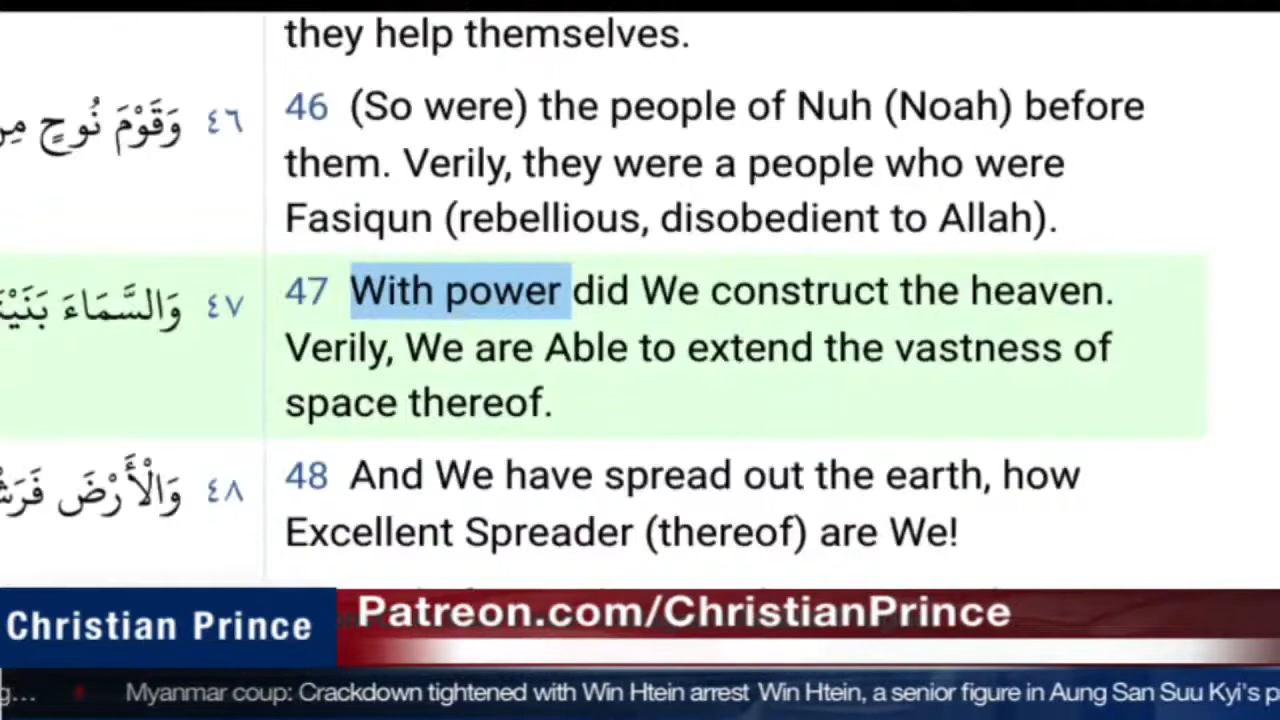 they help themselves.
وَقَوْمَ نُوحٍ ٤٦
46 (So were) the people of Nuh (Noah) before
them. Verily, they were a people who were
Fasiqun (rebellious, disobedient to Allah).
وَالسَّمَاءَ ٤٧
47 With power did We construct the heaven.
Verily, We are Able to extend the vastness of
space thereof.
وَالْأَرْضَ ٤٨
48 And We have spread out the earth, how
Excellent Spreader (thereof) are We!
Christian Prince
Patreon.com/ChristianPrince
g... Myanmar coup: Crackdown tightened with Win Htein arrest Win Htein, a senior figure in Aung San Suu Kyi's p